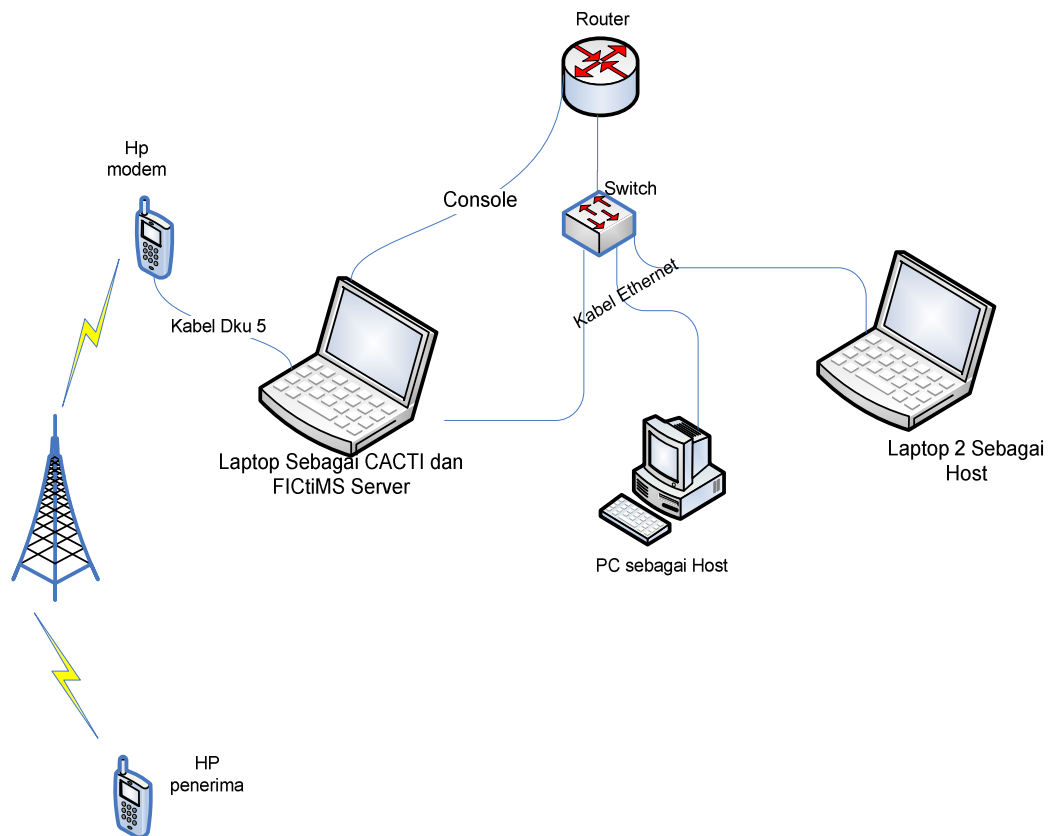 Router
Hp
modem
Switch
Console
Kabel Ethernet
Kabel Dku 5
Laptop Sebagai CACTI dan
FICtiMS Server
Laptop 2 Sebagai
Host
PC sebagai Host
HP
penerima